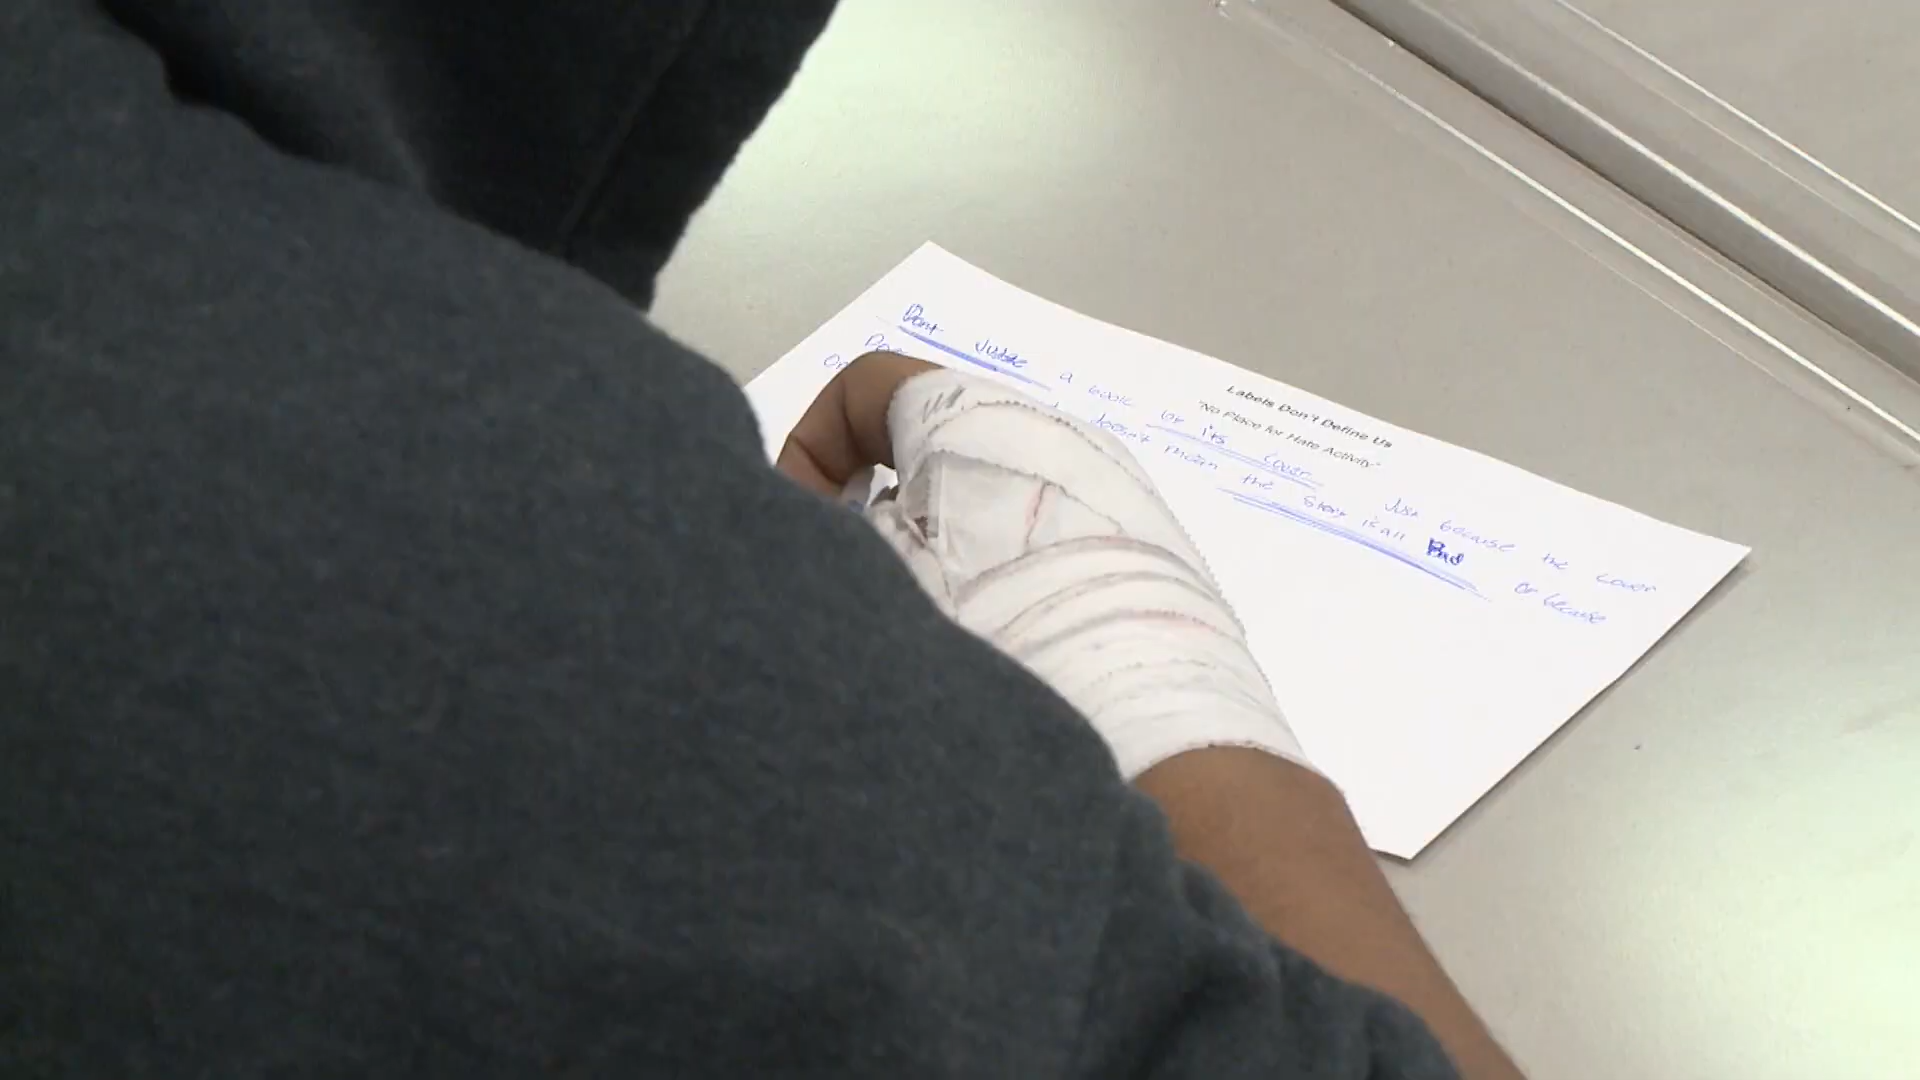 Labels Don't Define Us
"No Place for Hate Activity"
Dont Judge a book by its cover Just because the cover
doesn't mean the story is all Bad or because